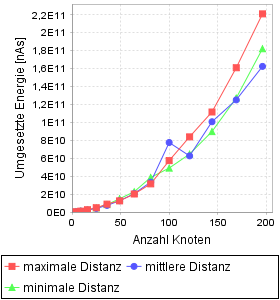 Umgesetzte Energie [nAs]
2,2E11
2E11
1,8E11
1,6E11
1,4E11
1,2E11
1E11
8E10
6E10
4E10
2E10
0E0
0 50 100 150 200
Anzahl Knoten
maximale Distanz mittlere Distanz
minimale Distanz